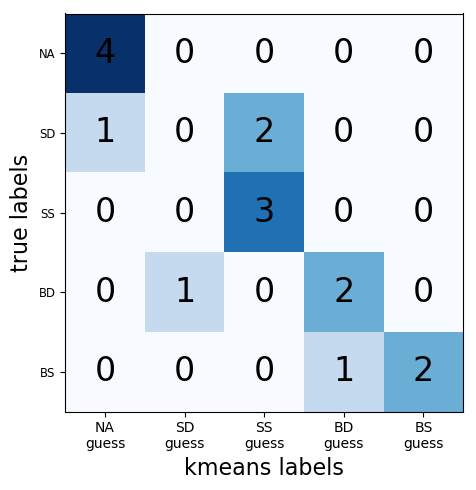 true labels
NA 4 0 0 0 0
SD 1 0 2 0 0
SS 0 0 3 0 0
BD 0 1 0 2 0
BS 0 0 0 1 2
NA SD SS BD BS
guess guess guess guess guess
kmeans labels